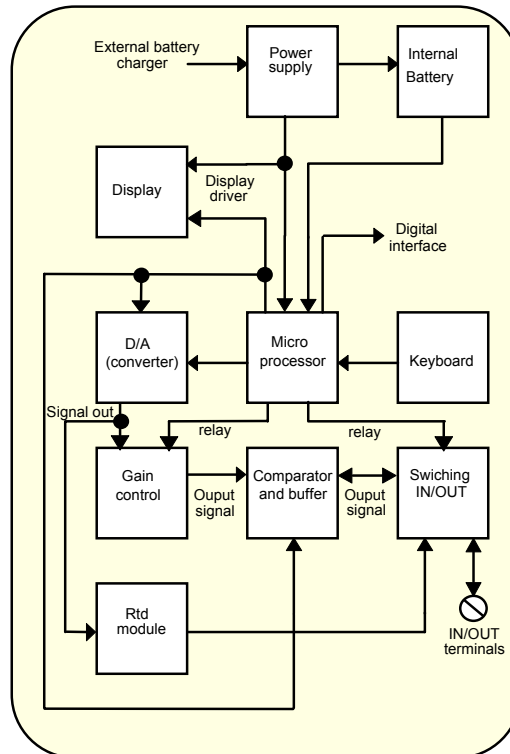 External battery
charger
Power
supply
Internal
Battery
Display
Display
driver
Digital
interface
D/A
(converter)
Micro
processor
Keyboard
Signal out
relay
relay
Gain
control
Ouput
signal
Comparator
and buffer
Ouput
signal
Swiching
IN/OUT
Rtd
module
IN/OUT
terminals